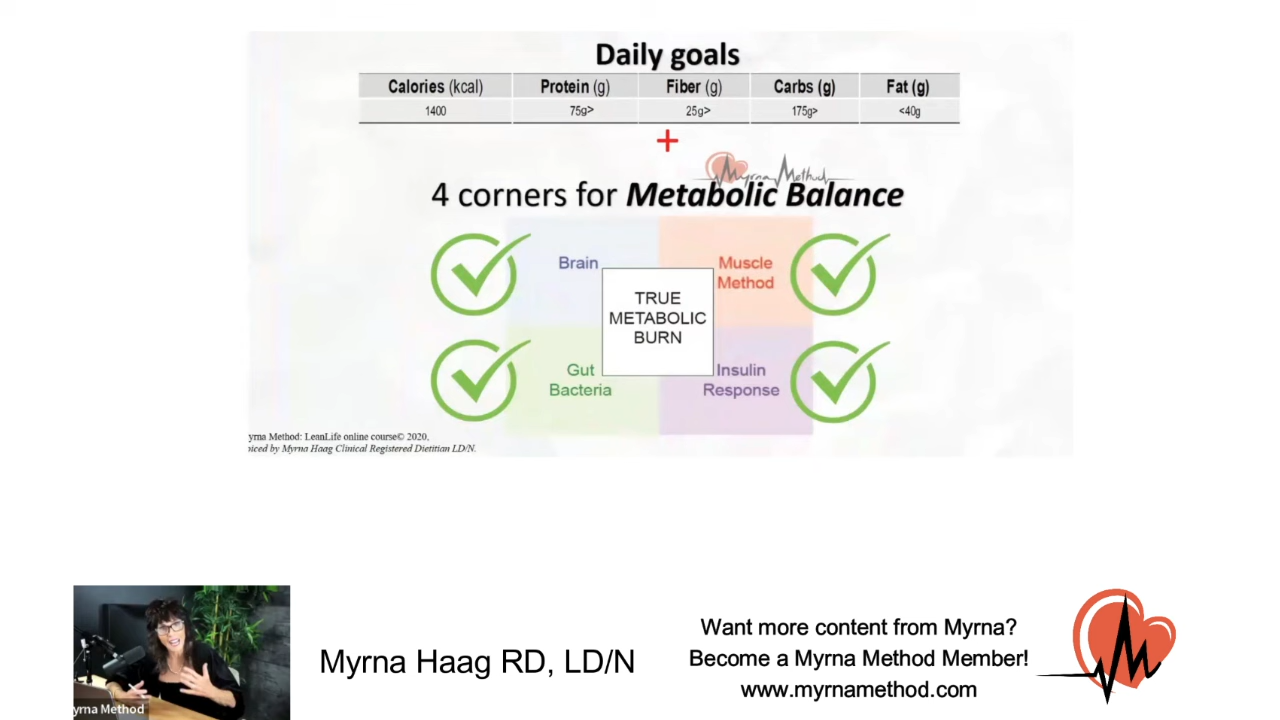 Daily goals
Calories (kcal) Protein (g) Fiber (g) Carbs (g) Fat (g)
1400 75g> 25g> 175g> <40g
+
Myrna Method
4 corners for Metabolic Balance
Brain
Muscle
Method
TRUE
METABOLIC
BURN
Gut
Bacteria
Insulin
Response
yrna Method: LeanLife online course© 2020,
oiced by Myrna Haag Clinical Registered Dietitian LD/N.
yrna Method
Myrna Haag RD, LD/N
Want more content from Myrna?
Become a Myrna Method Member!
www.myrnamethod.com
M